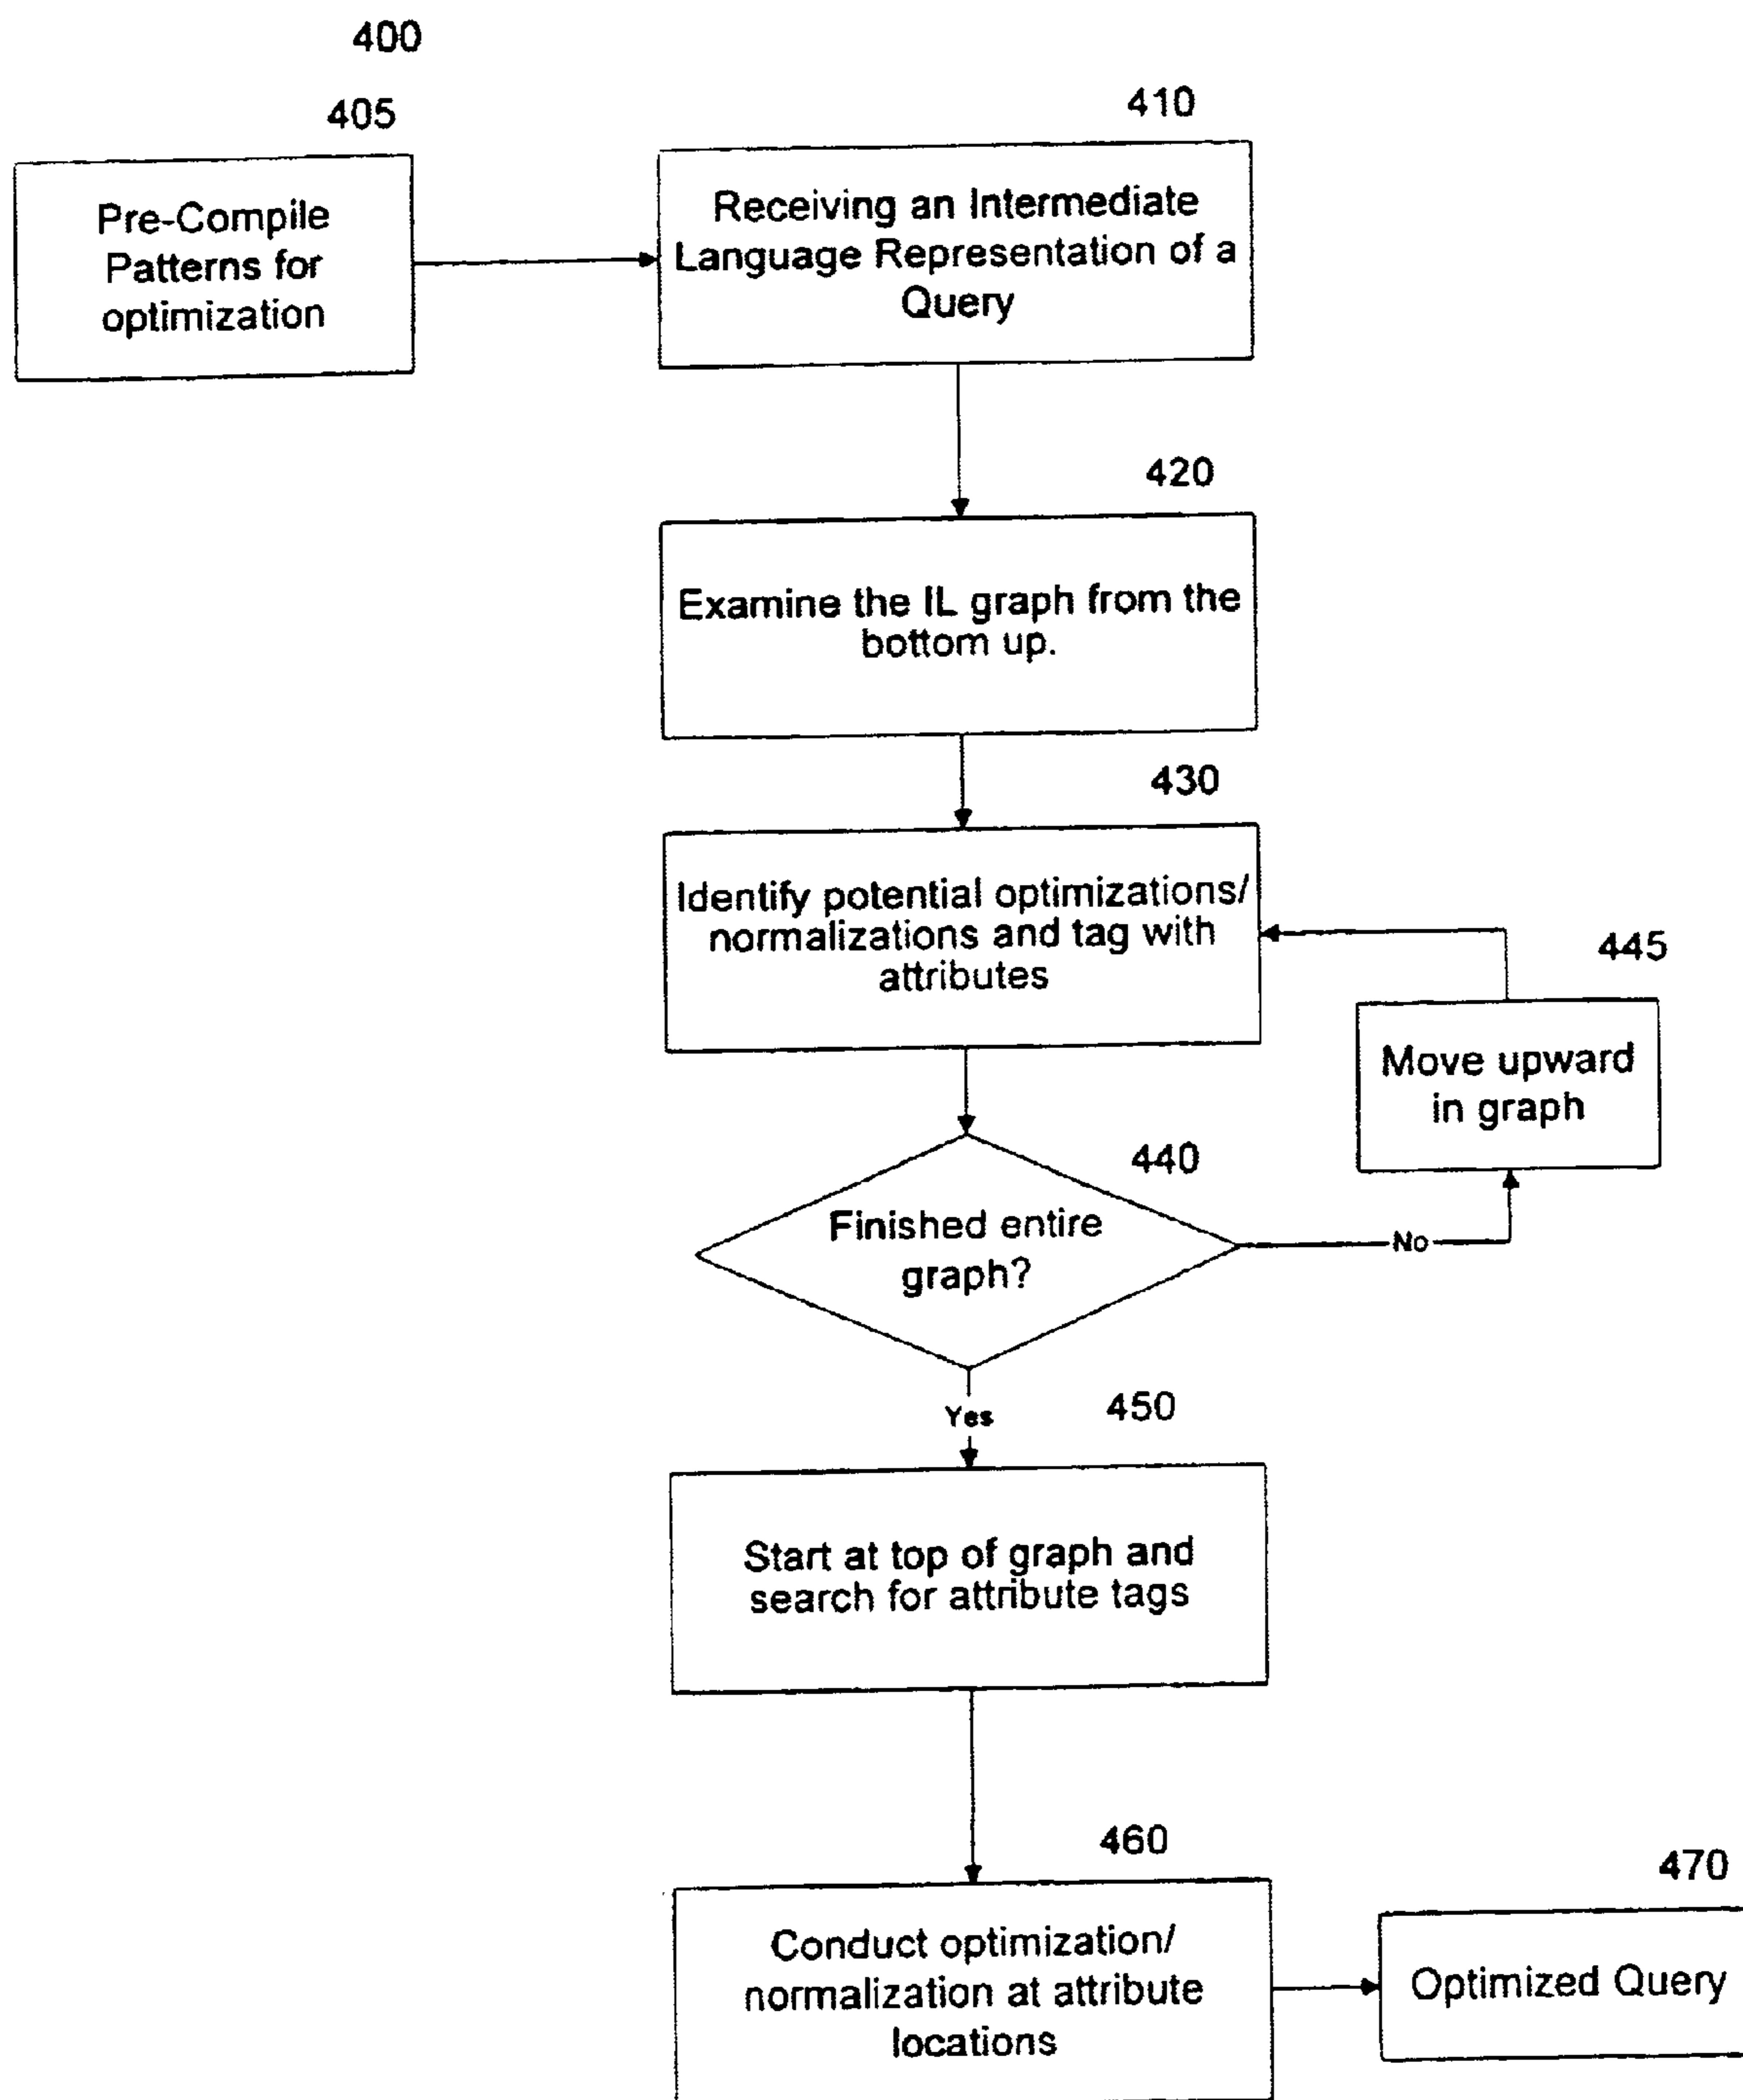 400
405
Pre-Compile
Patterns for
optimization
410
Receiving an Intermediate
Language Representation of a
Query
420
Examine the IL graph from the
bottom up.
430
Identify potential optimizations/
normalizations and tag with
attributes
445
Move upward
in graph
440
Finished entire
graph?
No
Yes
450
Start at top of graph and
search for attribute tags
460
Conduct optimization/
normalization at attribute
locations
470
Optimized Query